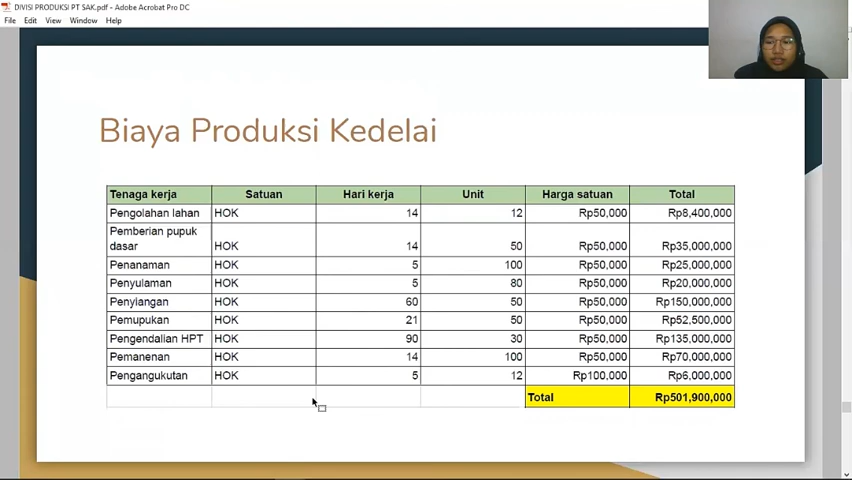 DIVISI PRODUKSI PT SAK.pdf - Adobe Acrobat Pro DC
File Edit View Window Help
Biaya Produksi Kedelai
Tenaga kerja Satuan Hari kerja Unit Harga satuan Total
Pengolahan lahan HOK 14 12 Rp50,000 Rp8,400,000
Pemberian pupuk
dasar HOK 14 50 Rp50,000 Rp35,000,000
Penanaman HOK 5 100 Rp50,000 Rp25,000,000
Penyulaman HOK 5 80 Rp50,000 Rp20,000,000
Penyiangan HOK 60 50 Rp50,000 Rp150,000,000
Pemupukan HOK 21 50 Rp50,000 Rp52,500,000
Pengendalian HPT HOK 90 30 Rp50,000 Rp135,000,000
Pemanenan HOK 14 100 Rp50,000 Rp70,000,000
Pengangukutan HOK 5 12 Rp100,000 Rp6,000,000
Total Rp501,900,000